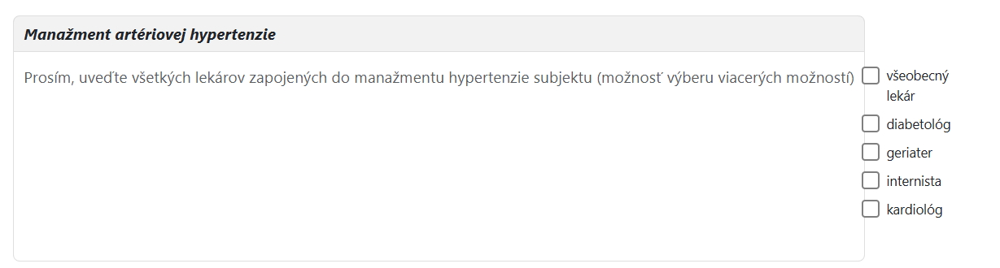 Manažment artériovej hypertenzie
Prosím, uveďte všetkých lekárov zapojených do manažmentu hypertenzie subjektu (možnosť výberu viacerých možností)
všeobecný
lekár
diabetológ
geriater
internista
kardiológ